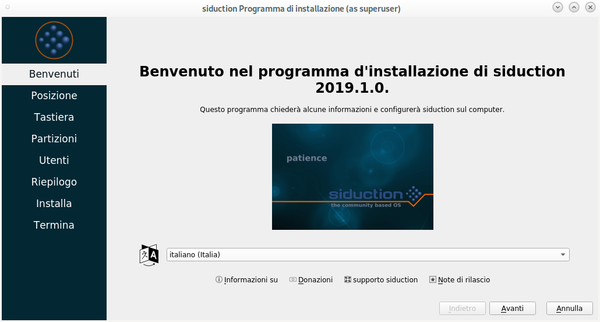 siduction Programma di installazione (as superuser)
Benvenuti
Posizione
Tastiera
Partizioni
Utenti
Riepilogo
Installa
Termina
Benvenuto nel programma d'installazione di siduction
2019.1.0.
Questo programma chiederà alcune informazioni e configurerà siduction sul computer.
patience
siduction
the community based OS
italiano (Italia)
Informazioni su
Donazioni
supporto siduction
Note di rilascio
Indietro
Avanti
Annulla